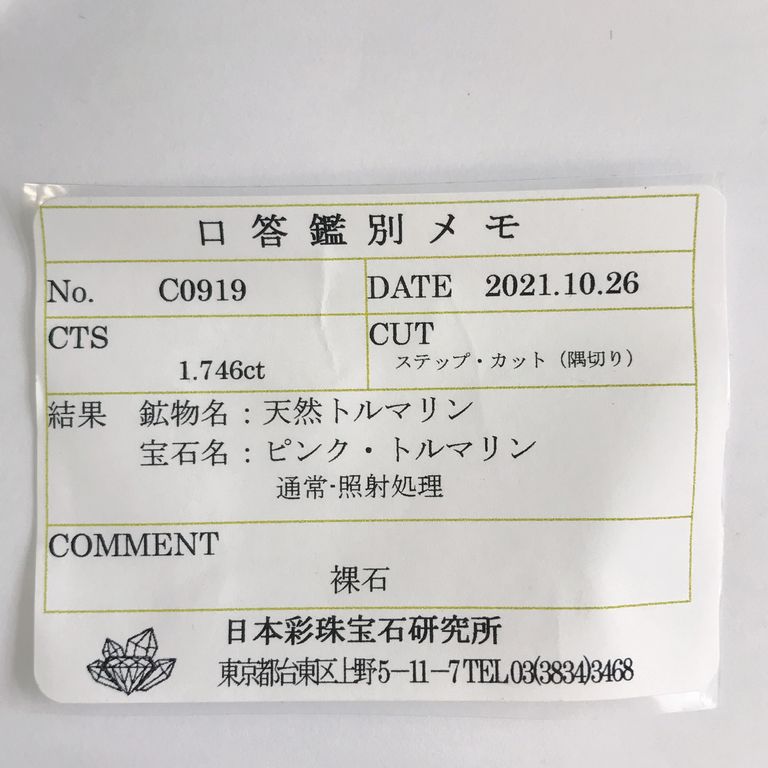 口答鑑別メモ
No. C0919 DATE 2021.10.26
CTS CUT
1.746ct ステップ・カット（隅切り）
結果 鉱物名：天然トルマリン
宝石名：ピンク・トルマリン
通常-照射処理
COMMENT
裸石
日本彩珠宝石研究所
東京都台東区上野5-11-7 TEL 03(3834)3468